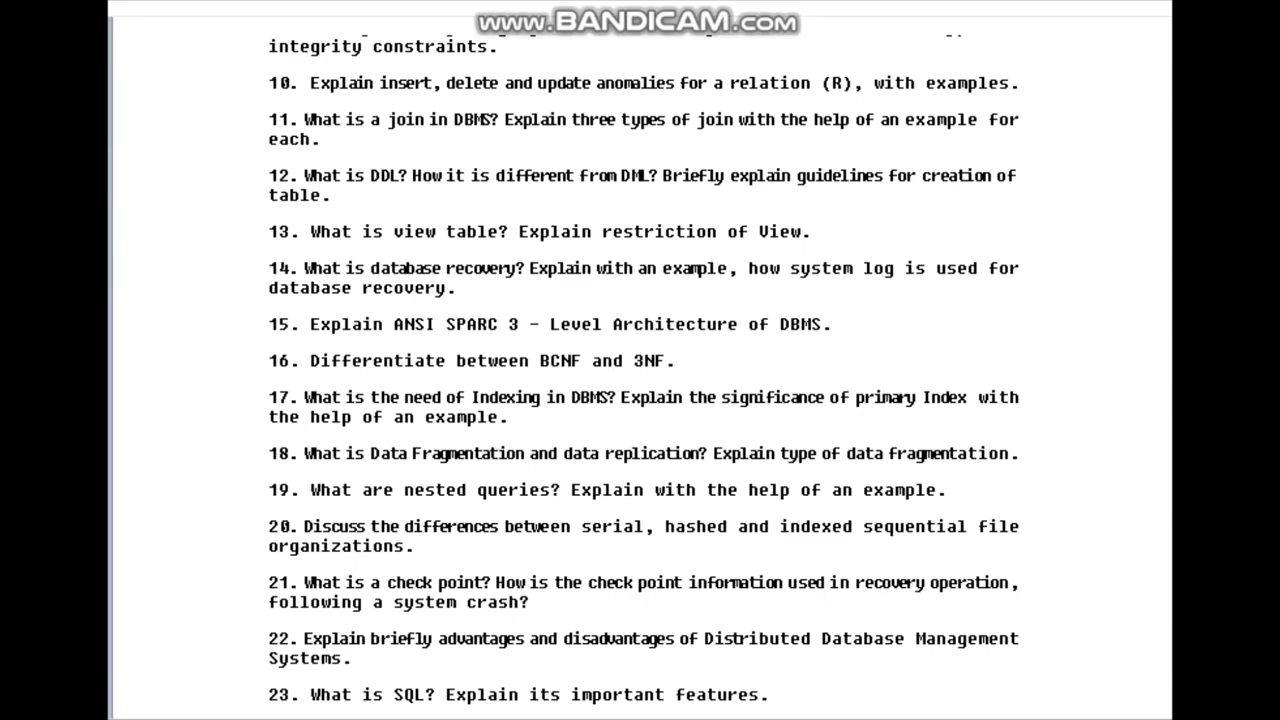 www.BANDICAM.com
integrity constraints.
10. Explain insert, delete and update anomalies for a relation (R), with examples.
11. What is a join in DBMS? Explain three types of join with the help of an example for
each.
12. What is DDL? How it is different from DML? Briefly explain guidelines for creation of
table.
13. What is view table? Explain restriction of View.
14. What is database recovery? Explain with an example, how system log is used for
database recovery.
15. Explain ANSI SPARC 3 - Level Architecture of DBMS.
16. Differentiate between BCNF and 3NF.
17. What is the need of Indexing in DBMS? Explain the significance of primary Index with
the help of an example.
18. What is Data Fragmentation and data replication? Explain type of data fragmentation.
19. What are nested queries? Explain with the help of an example.
20. Discuss the differences between serial, hashed and indexed sequential file
organizations.
21. What is a check point? How is the check point information used in recovery operation,
following a system crash?
22. Explain briefly advantages and disadvantages of Distributed Database Management
Systems.
23. What is SQL? Explain its important features.